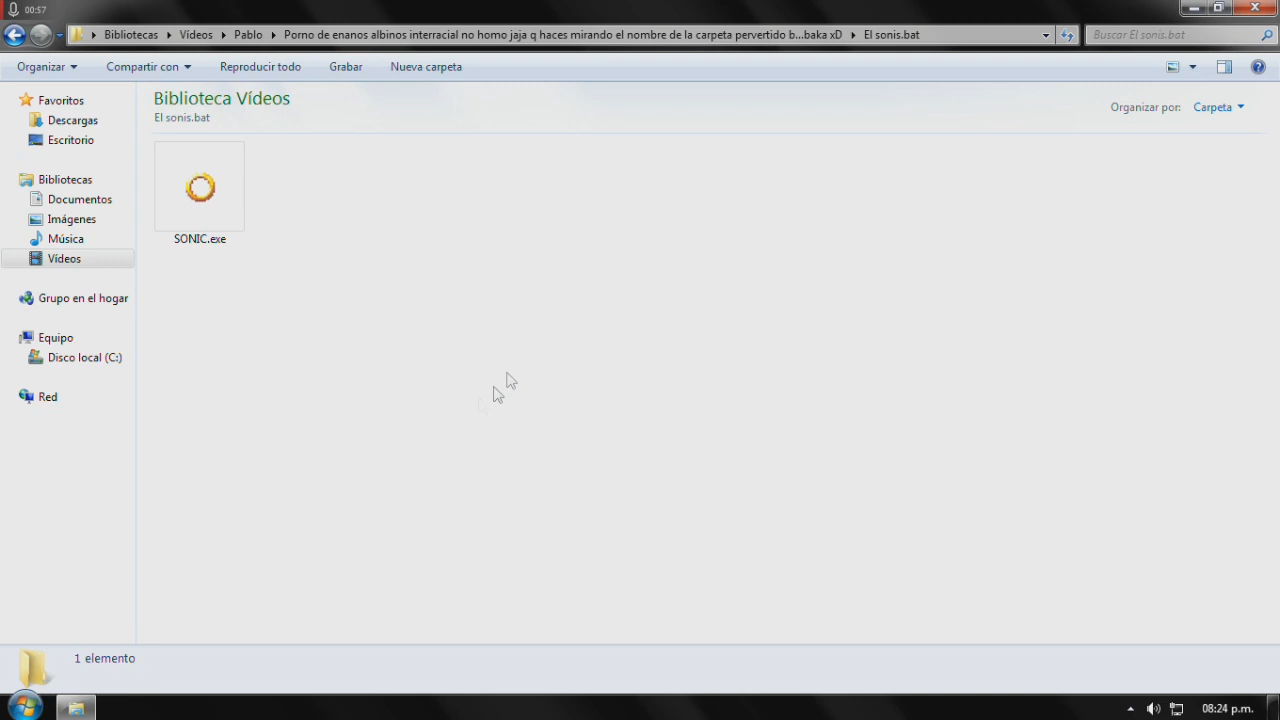 00:57
Bibliotecas Vídeos Pablo Porno de enanos albinos interracial no homo jaja q haces mirando el nombre de la carpeta pervertido b...baka xD El sonis.bat
Buscar El sonis.bat
Organizar Compartir con Reproducir todo Grabar Nueva carpeta
Favoritos
Descargas
Escritorio
Bibliotecas
Documentos
Imágenes
Música
Vídeos
Grupo en el hogar
Equipo
Disco local (C:)
Red
Biblioteca Vídeos
El sonis.bat
Organizar por: Carpeta
SONIC.exe
1 elemento
08:24 p.m.